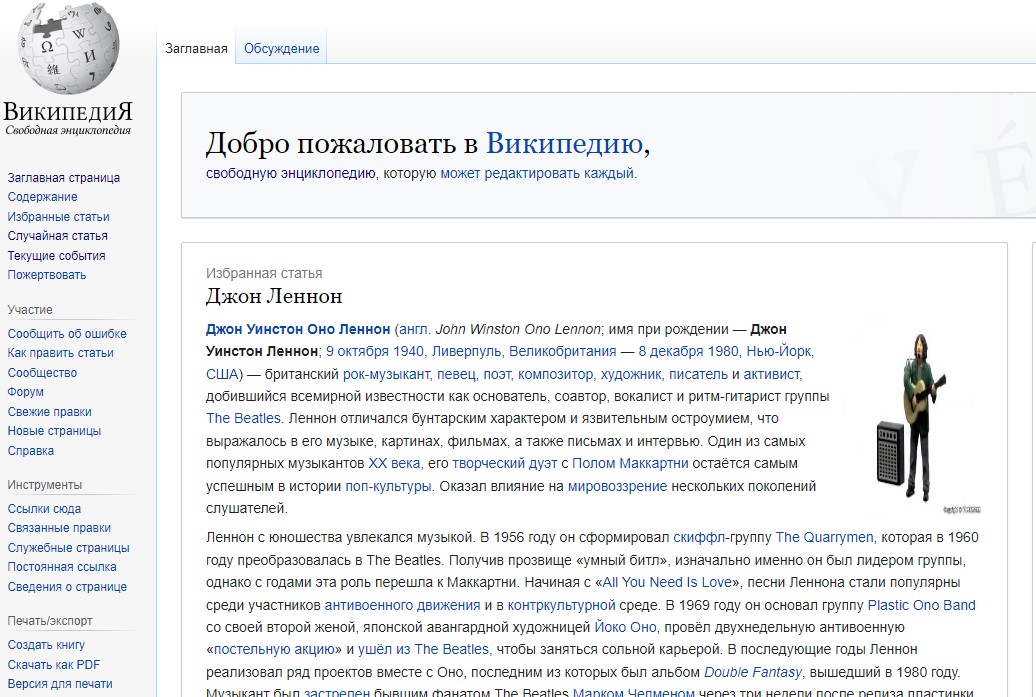 ВикипедиЯ
Свободная энциклопедия
Заглавная страница
Содержание
Избранные статьи
Случайная статья
Текущие события
Пожертвовать
Участие
Сообщить об ошибке
Как править статьи
Сообщество
Форум
Свежие правки
Новые страницы
Справка
Инструменты
Ссылки сюда
Связанные правки
Служебные страницы
Постоянная ссылка
Сведения о странице
Печать/экспорт
Создать книгу
Скачать как PDF
Версия для печати
Заглавная Обсуждение
Добро пожаловать в Википедию,
свободную энциклопедию, которую может редактировать каждый.
Избранная статья
Джон Леннон
Джон Уинстон Оно Леннон (англ. John Winston Ono Lennon; имя при рождении — Джон
Уинстон Леннон; 9 октября 1940, Ливерпуль, Великобритания — 8 декабря 1980, Нью-Йорк,
США) — британский рок-музыкант, певец, поэт, композитор, художник, писатель и активист,
добившийся всемирной известности как основатель, соавтор, вокалист и ритм-гитарист группы
The Beatles. Леннон отличался бунтарским характером и язвительным остроумием, что
выражалось в его музыке, картинах, фильмах, а также письмах и интервью. Один из самых
популярных музыкантов XX века, его творческий дуэт с Полом Маккартни остаётся самым
успешным в истории поп-культуры. Оказал влияние на мировоззрение нескольких поколений
слушателей.
Леннон с юношества увлекался музыкой. В 1956 году он сформировал скиффл-группу The Quarrymen, которая в 1960
году преобразовалась в The Beatles. Получив прозвище «умный битл», изначально именно он был лидером группы,
однако с годами эта роль перешла к Маккартни. Начиная с «All You Need Is Love», песни Леннона стали популярны
среди участников антивоенного движения и в контркультурной среде. В 1969 году он основал группу Plastic Ono Band
со своей второй женой, японской авангардной художницей Йоко Оно, провёл двухнедельную антивоенную
«постельную акцию» и ушёл из The Beatles, чтобы заняться сольной карьерой. В последующие годы Леннон
реализовал ряд проектов вместе с Оно, последним из которых был альбом Double Fantasy, вышедший в 1980 году.
Музыкант был застрелен бывшим фанатом The Beatles Марком Чепменом через три недели после релиза пластинки